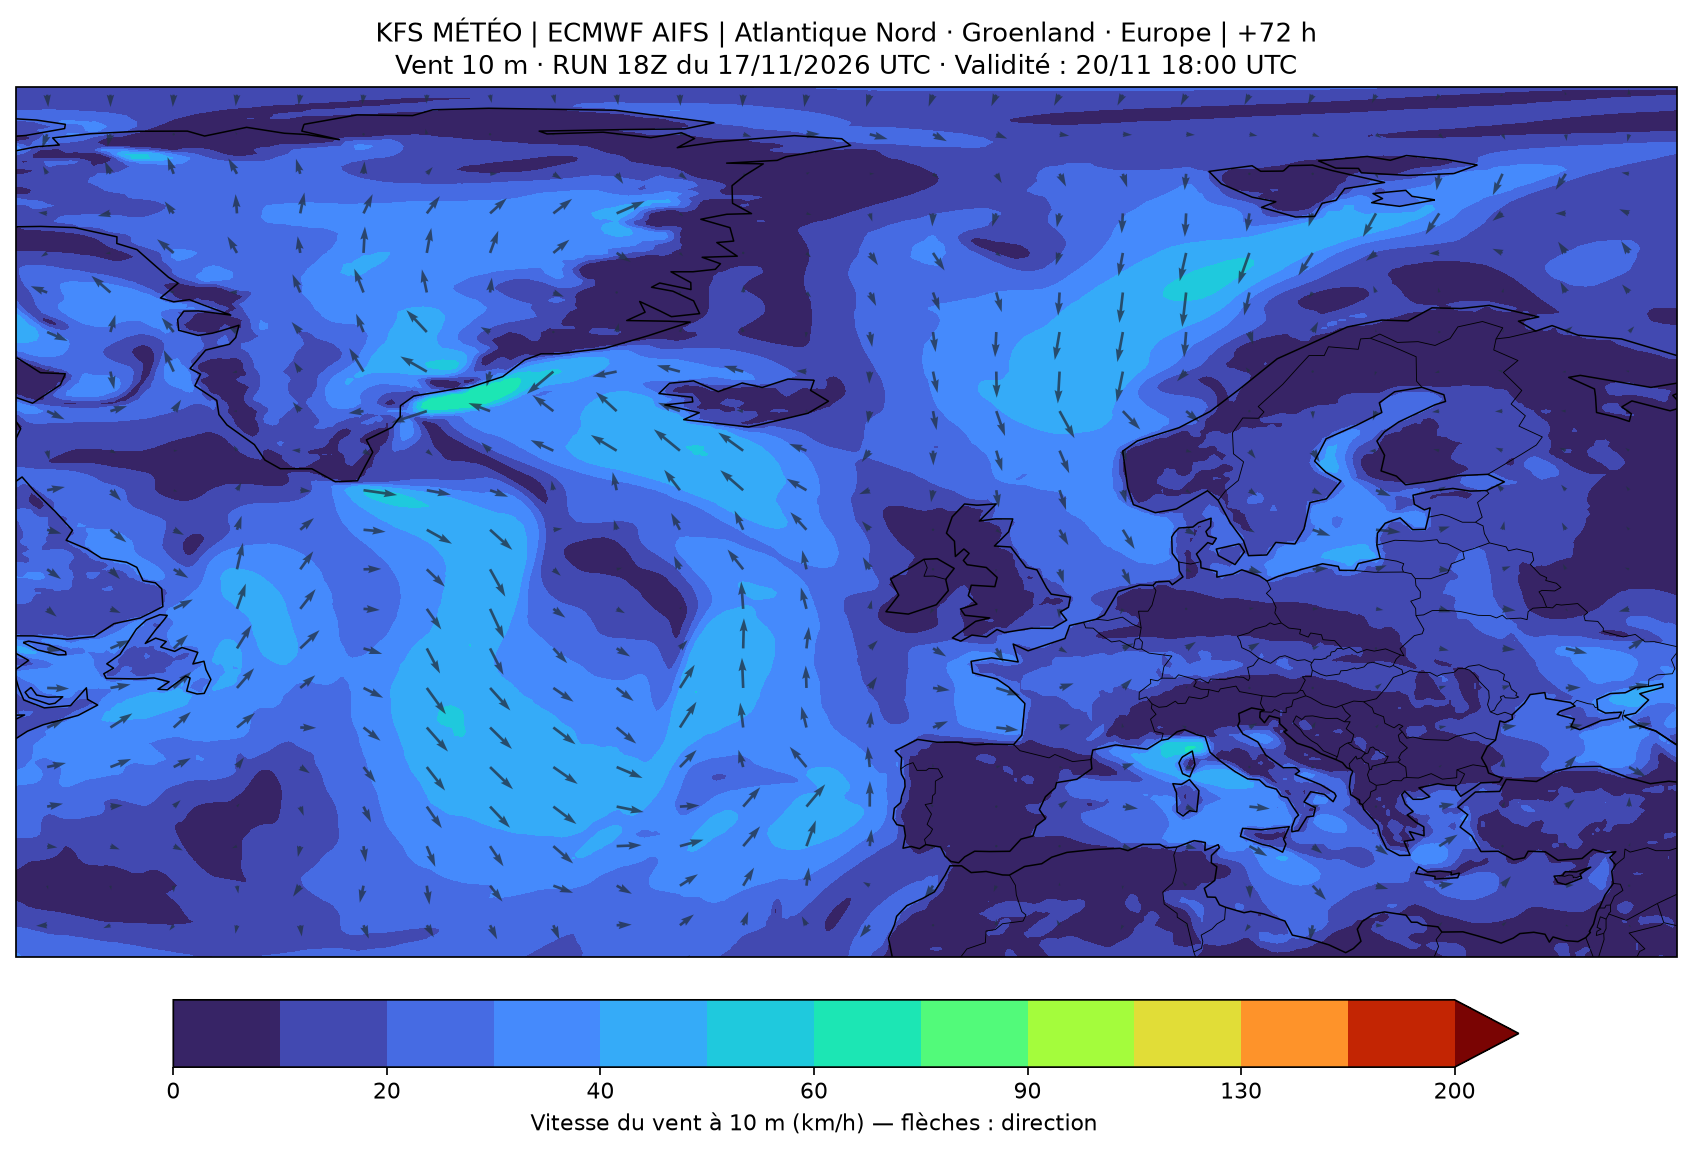 KFS MÉTÉO | ECMWF AIFS | Atlantique Nord · Groenland · Europe | +72 h
Vent 10 m · RUN 18Z du 17/11/2026 UTC · Validité : 20/11 18:00 UTC
0 20 40 60 90 130 200
Vitesse du vent à 10 m (km/h) — flèches : direction